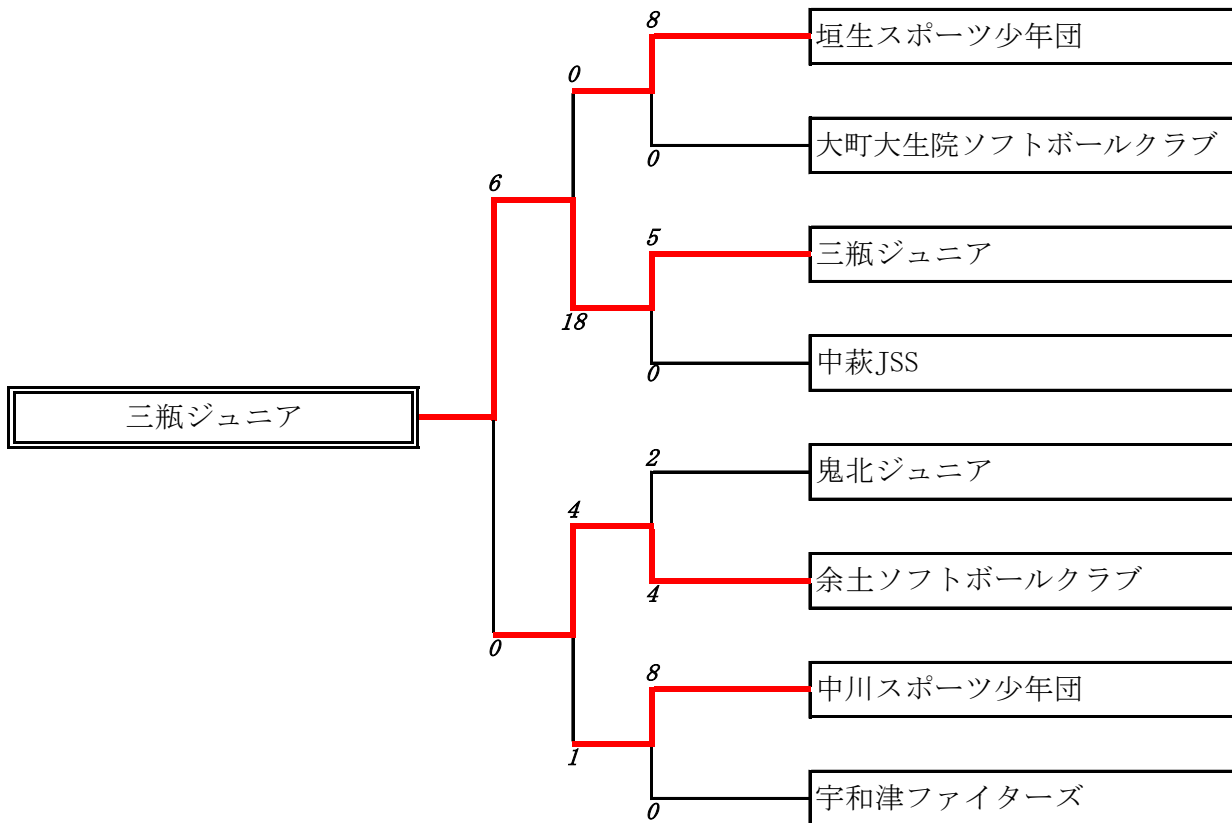 8
垣生スポーツ少年団
0
大町大生院ソフトボールクラブ
0
6
5
三瓶ジュニア
18
中萩JSS
0
三瓶ジュニア
2
鬼北ジュニア
4
余土ソフトボールクラブ
4
0
8
中川スポーツ少年団
1
宇和津ファイターズ
0